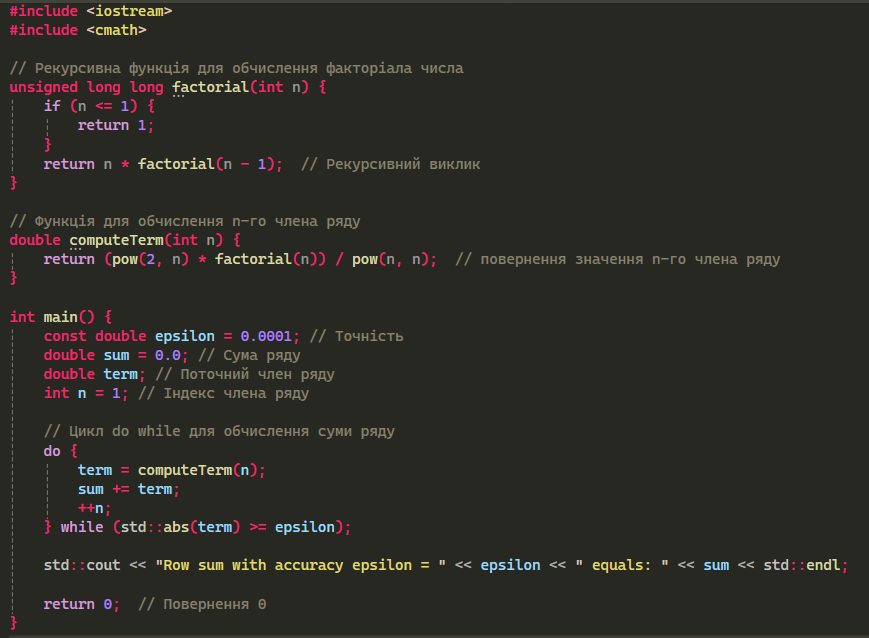 #include <iostream>
#include <cmath>
// Рекурсивна функція для обчислення факторіала числа
unsigned long long factorial(int n) {
if (n <= 1) {
return 1;
}
return n * factorial(n - 1); // Рекурсивний виклик
}
// Функція для обчислення n-го члена ряду
double computeTerm(int n) {
return (pow(2, n) * factorial(n)) / pow(n, n); // повернення значення n-го члена ряду
}
int main() {
const double epsilon = 0.0001; // Точність
double sum = 0.0; // Сума ряду
double term; // Поточний член ряду
int n = 1; // Індекс члена ряду
// Цикл do while для обчислення суми ряду
do {
term = computeTerm(n);
sum += term;
++n;
} while (std::abs(term) >= epsilon);
std::cout << "Row sum with accuracy epsilon = " << epsilon << " equals: " << sum << std::endl;
return 0; // Повернення 0
}